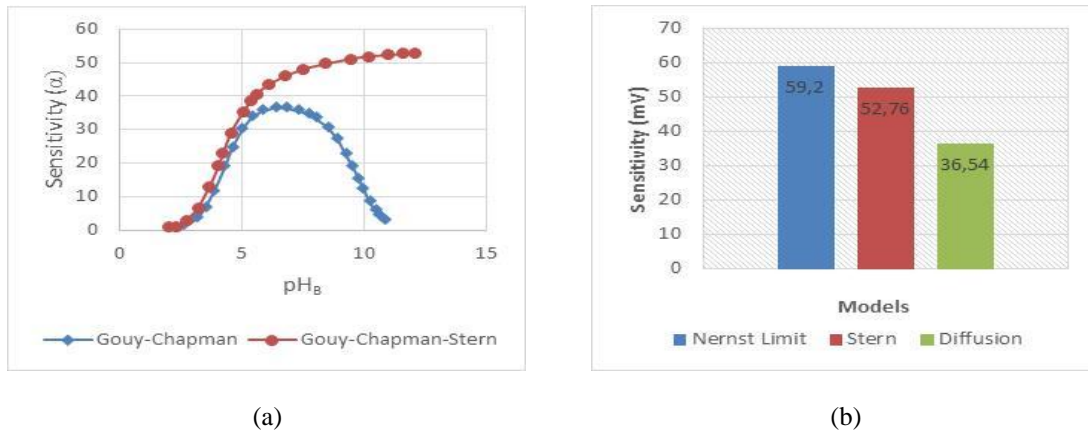 60
50
40
30
20
10
0
Sensitivity (α)
0 5 10 15
pHB
Gouy-Chapman Gouy-Chapman-Stern
(a)
70
60
50
40
30
20
10
0
Sensitivity (mV)
59,2
52,76
36,54
Models
Nernst Limit Stern Diffusion
(b)